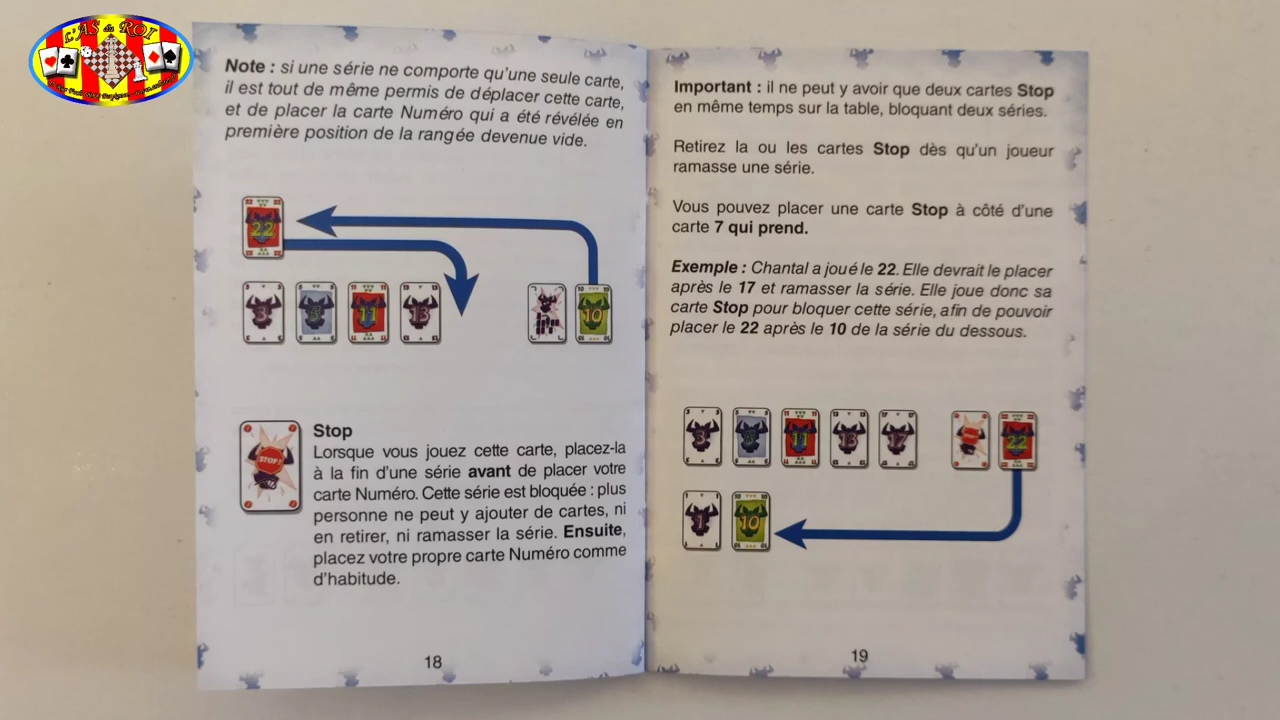 L'AS du ROI
Note : si une série ne comporte qu'une seule carte,
il est tout de même permis de déplacer cette carte,
et de placer la carte Numéro qui a été révélée en
première position de la rangée devenue vide.
22
3
5
11
13
10
Stop
Lorsque vous jouez cette carte, placez-la
à la fin d'une série avant de placer votre
carte Numéro. Cette série est bloquée : plus
personne ne peut y ajouter de cartes, ni
en retirer, ni ramasser la série. Ensuite,
placez votre propre carte Numéro comme
d'habitude.
STOP!
18
Important : il ne peut y avoir que deux cartes Stop
en même temps sur la table, bloquant deux séries.
Retirez la ou les cartes Stop dès qu'un joueur
ramasse une série.
Vous pouvez placer une carte Stop à côté d'une
carte 7 qui prend.
Exemple : Chantal a joué le 22. Elle devrait le placer
après le 17 et ramasser la série. Elle joue donc sa
carte Stop pour bloquer cette série, afin de pouvoir
placer le 22 après le 10 de la série du dessous.
3
5
11
13
17
22
1
10
19